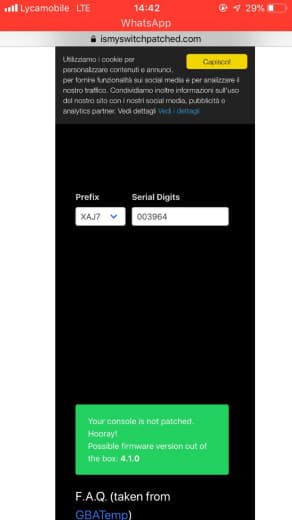 Lycamobile LTE 14:42 29%
WhatsApp
ismyswitchpatched.com
Utilizziamo i cookie per
personalizzare contenuti e annunci,
per fornire funzionalità sui social media e per analizzare il
nostro traffico. Condividiamo inoltre informazioni sull'uso
del nostro sito con i nostri social media, pubblicità e
analytics partner. Vedi dettagli Vedi i dettagli
Capisco!
Prefix Serial Digits
XAJ7 003964
Your console is not patched.
Hooray!
Possible firmware version out of
the box: 4.1.0
F.A.Q. (taken from
GBATemp)